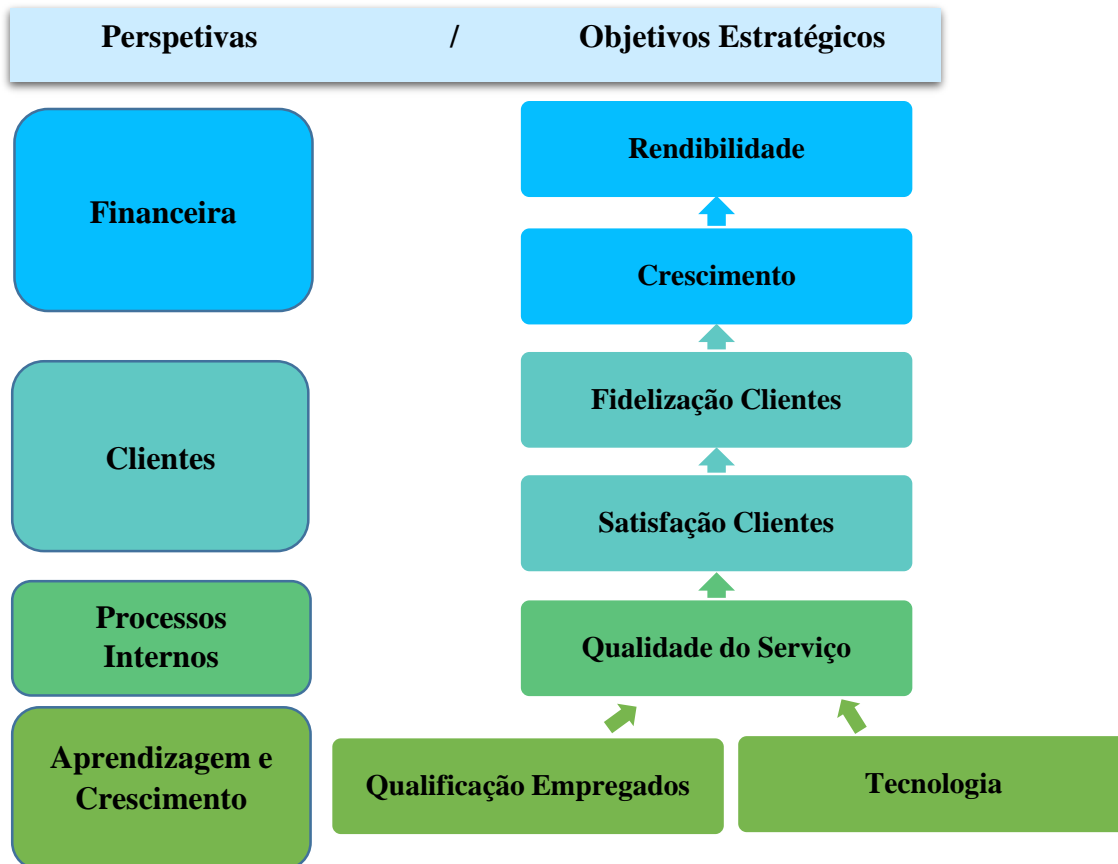 Perspetivas / Objetivos Estratégicos
Financeira
Rendibilidade
Crescimento
Clientes
Fidelização Clientes
Satisfação Clientes
Processos
Internos
Qualidade do Serviço
Aprendizagem e
Crescimento
Qualificação Empregados
Tecnologia